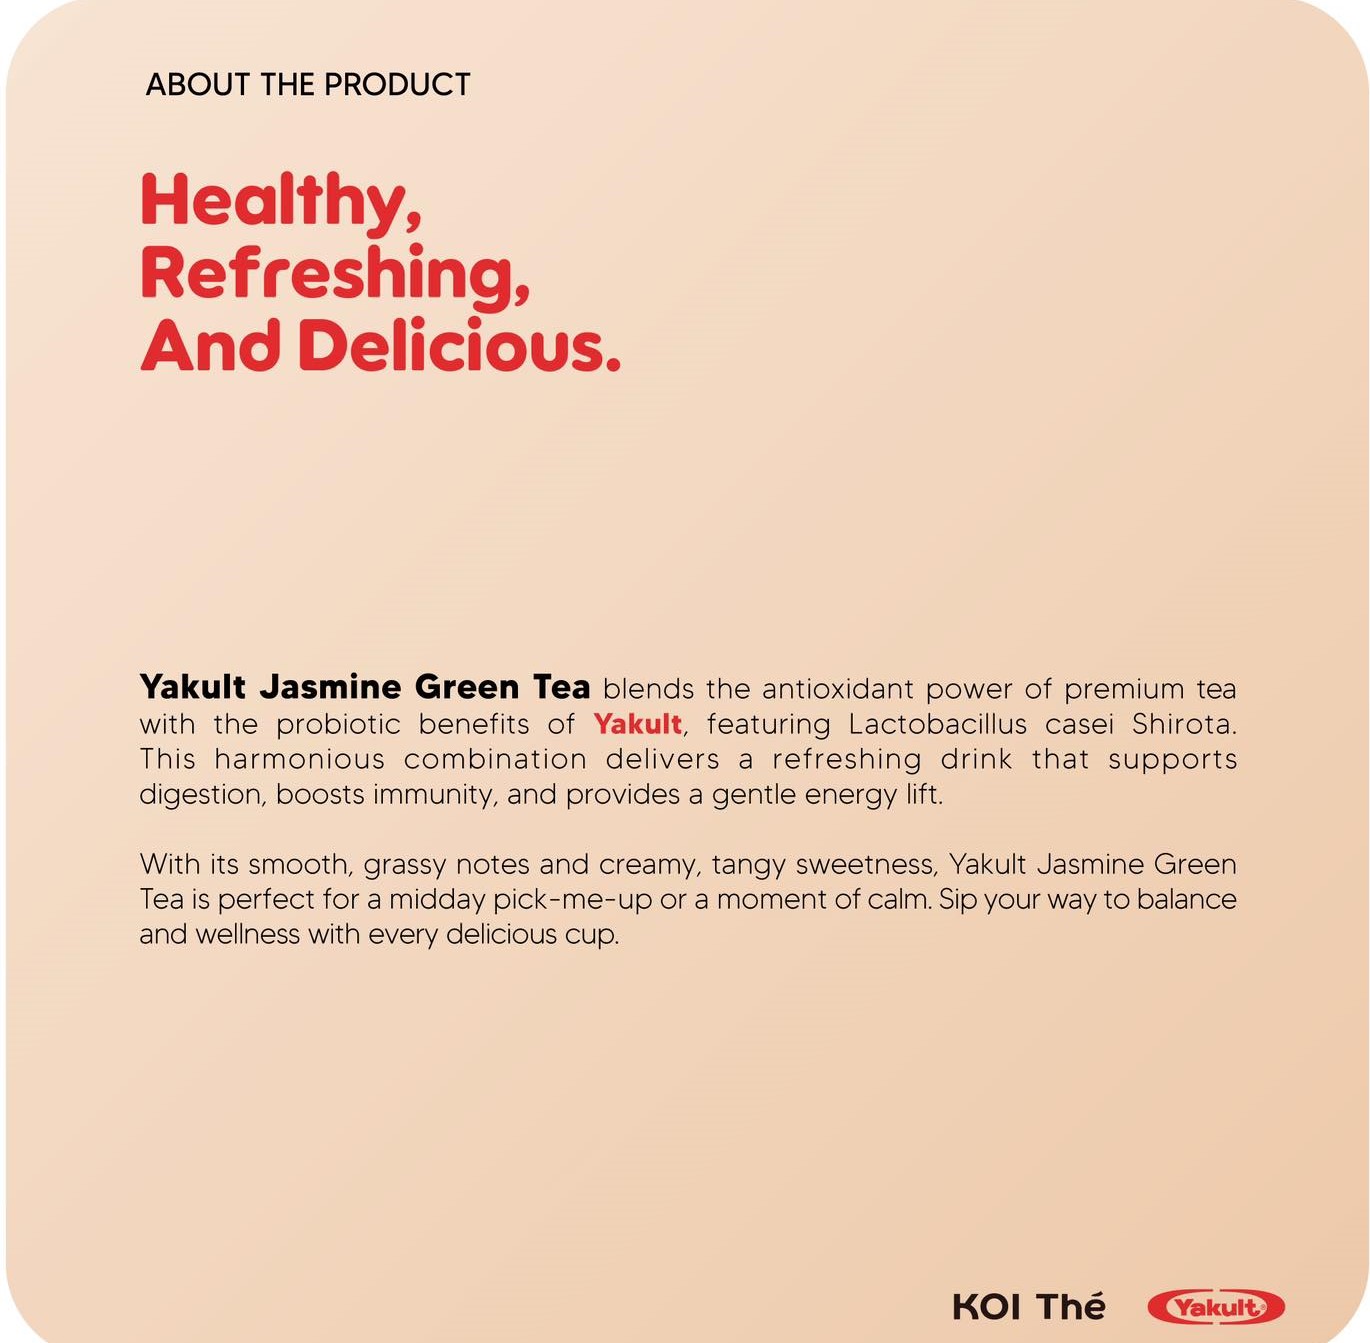 ABOUT THE PRODUCT
Healthy,
Refreshing,
And Delicious.
Yakult Jasmine Green Tea blends the antioxidant power of premium tea
with the probiotic benefits of Yakult, featuring Lactobacillus casei Shirota.
This harmonious combination delivers a refreshing drink that supports
digestion, boosts immunity, and provides a gentle energy lift.
With its smooth, grassy notes and creamy, tangy sweetness, Yakult Jasmine Green
Tea is perfect for a midday pick-me-up or a moment of calm. Sip your way to balance
and wellness with every delicious cup.
KOI Thé Yakult®